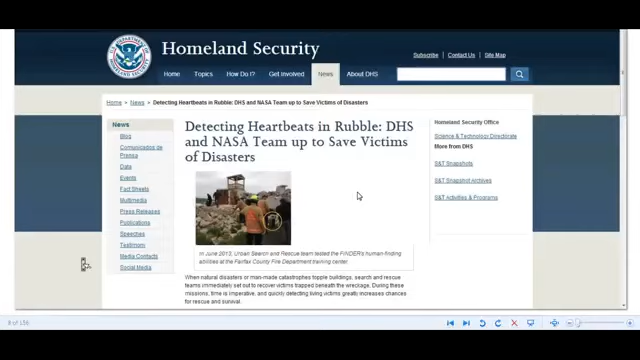 Homeland Security
Subscribe Contact Us Site Map
Home Topics How Do I? Get Involved News About DHS
Home > News > Detecting Heartbeats in Rubble: DHS and NASA Team up to Save Victims of Disasters
News
Blog
Comunicados de
Prensa
Data
Events
Fact Sheets
Multimedia
Press Releases
Publications
Speeches
Testimony
Media Contacts
Social Media
Detecting Heartbeats in Rubble: DHS
and NASA Team up to Save Victims
of Disasters
In June 2013, Urban Search and Rescue team tested the FINDER's human-finding
abilities at the Fairfax County Fire Department training center.
When natural disasters or man-made catastrophes topple buildings, search and rescue
teams immediately set out to recover victims trapped beneath the wreckage. During these
missions, time is imperative, and quickly detecting living victims greatly increases chances
for rescue and survival.
Homeland Security Office
Science & Technology Directorate
More from DHS
S&T Snapshots
S&T Snapshot Archives
S&T Activities & Programs